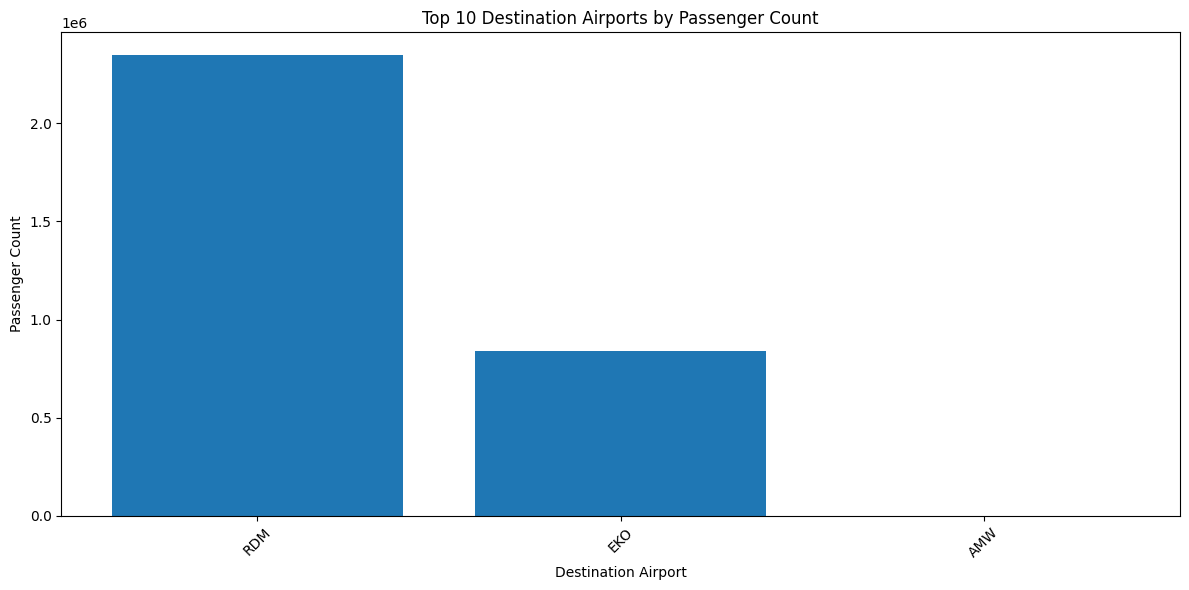 Top 10 Destination Airports by Passenger Count
1e6
2.0
1.5
1.0
0.5
0.0
Passenger Count
RDM
EKO
AMW
Destination Airport